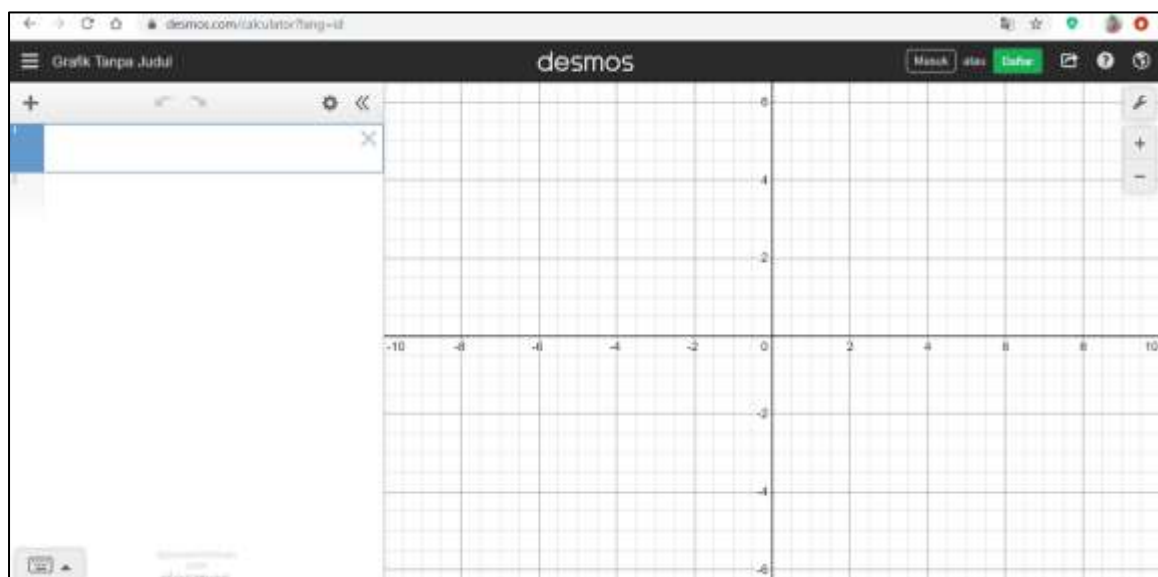 desmos.com/calculator?lang=id
Grafik Tanpa Judul
desmos
Masuk atau Daftar
1
6
4
2
-10 -8 -6 -4 -2 0 2 4 6 8 10
-2
-4
-6